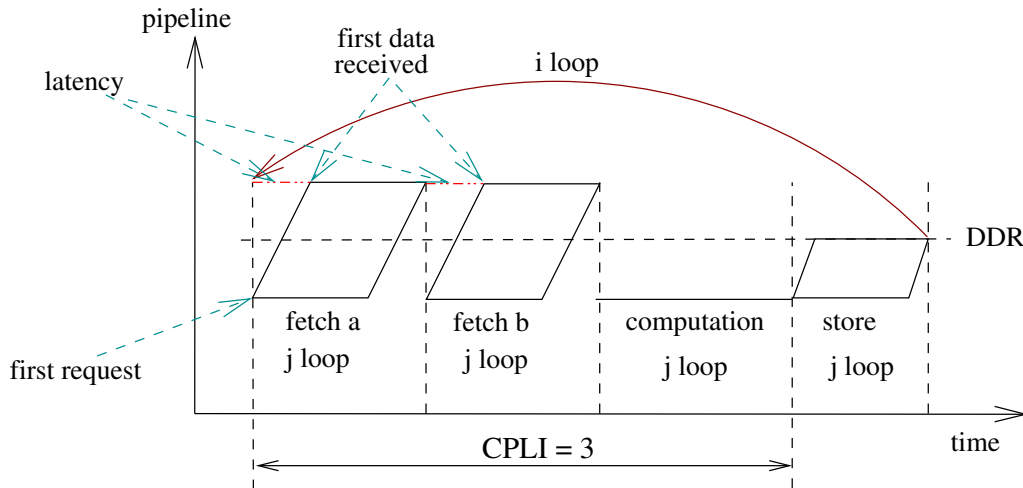 pipeline
first data
received
latency
i loop
DDR
fetch a
fetch b
computation
store
j loop
j loop
j loop
j loop
first request
time
CPLI = 3